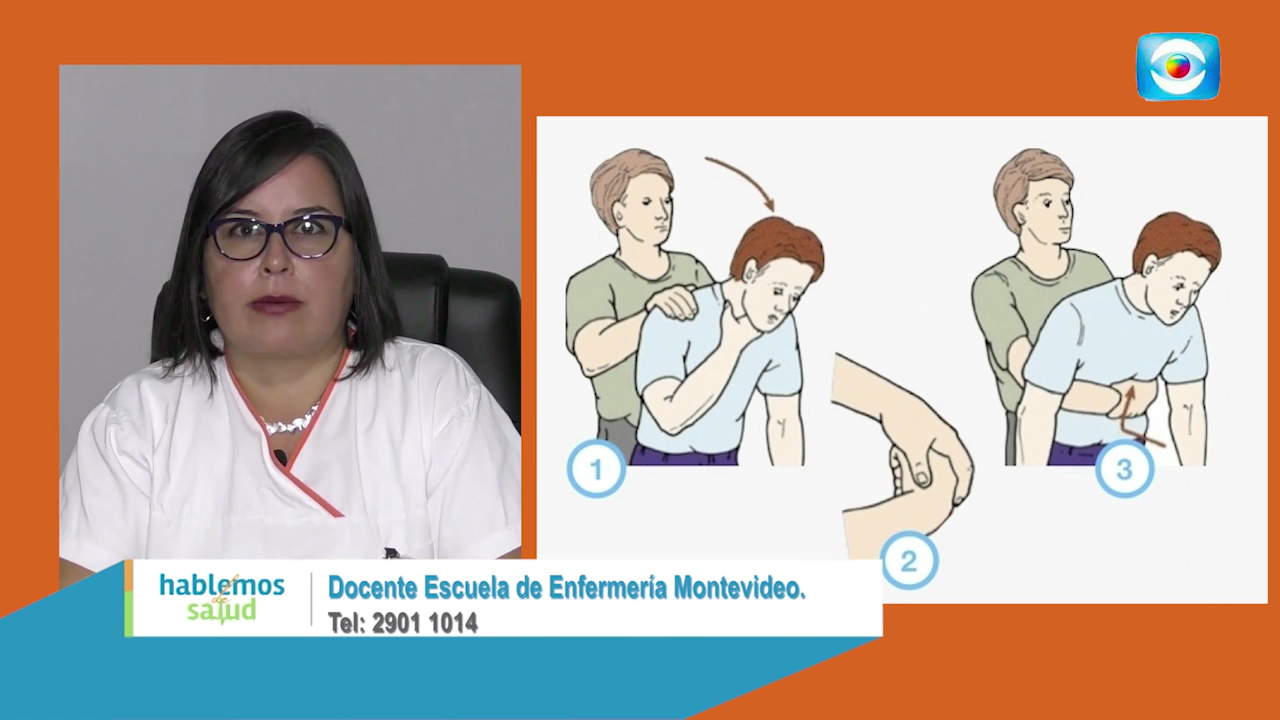 1
2
3
hablemos
de
salud
Docente Escuela de Enfermería Montevideo.
Tel: 2901 1014